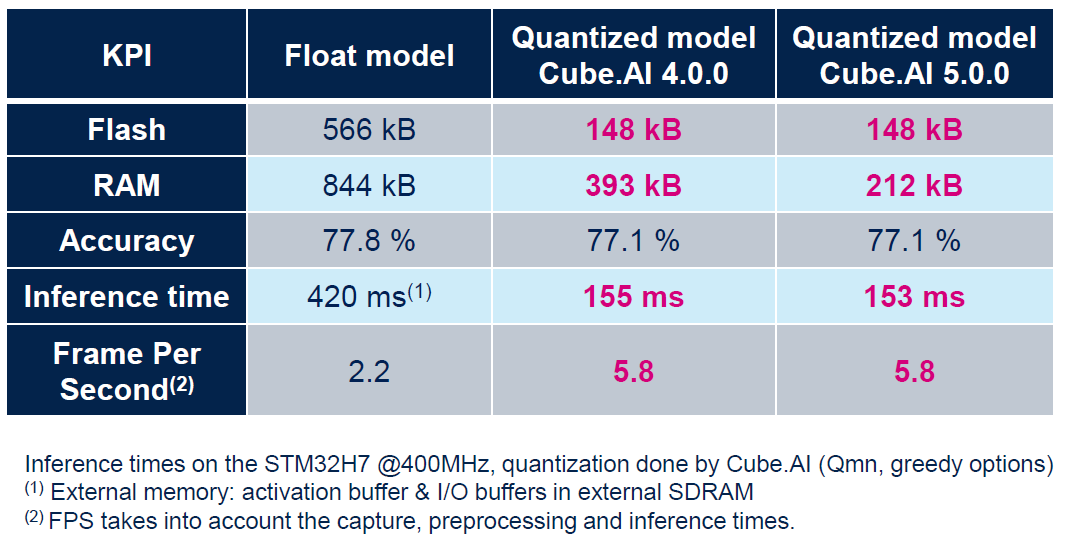 KPI Float model Quantized model Cube.AI 4.0.0 Quantized model Cube.AI 5.0.0
Flash 566 kB 148 kB 148 kB
RAM 844 kB 393 kB 212 kB
Accuracy 77.8 % 77.1 % 77.1 %
Inference time 420 ms(1) 155 ms 153 ms
Frame Per Second(2) 2.2 5.8 5.8
Inference times on the STM32H7 @400MHz, quantization done by Cube.AI (Qmn, greedy options)
(1) External memory: activation buffer & I/O buffers in external SDRAM
(2) FPS takes into account the capture, preprocessing and inference times.